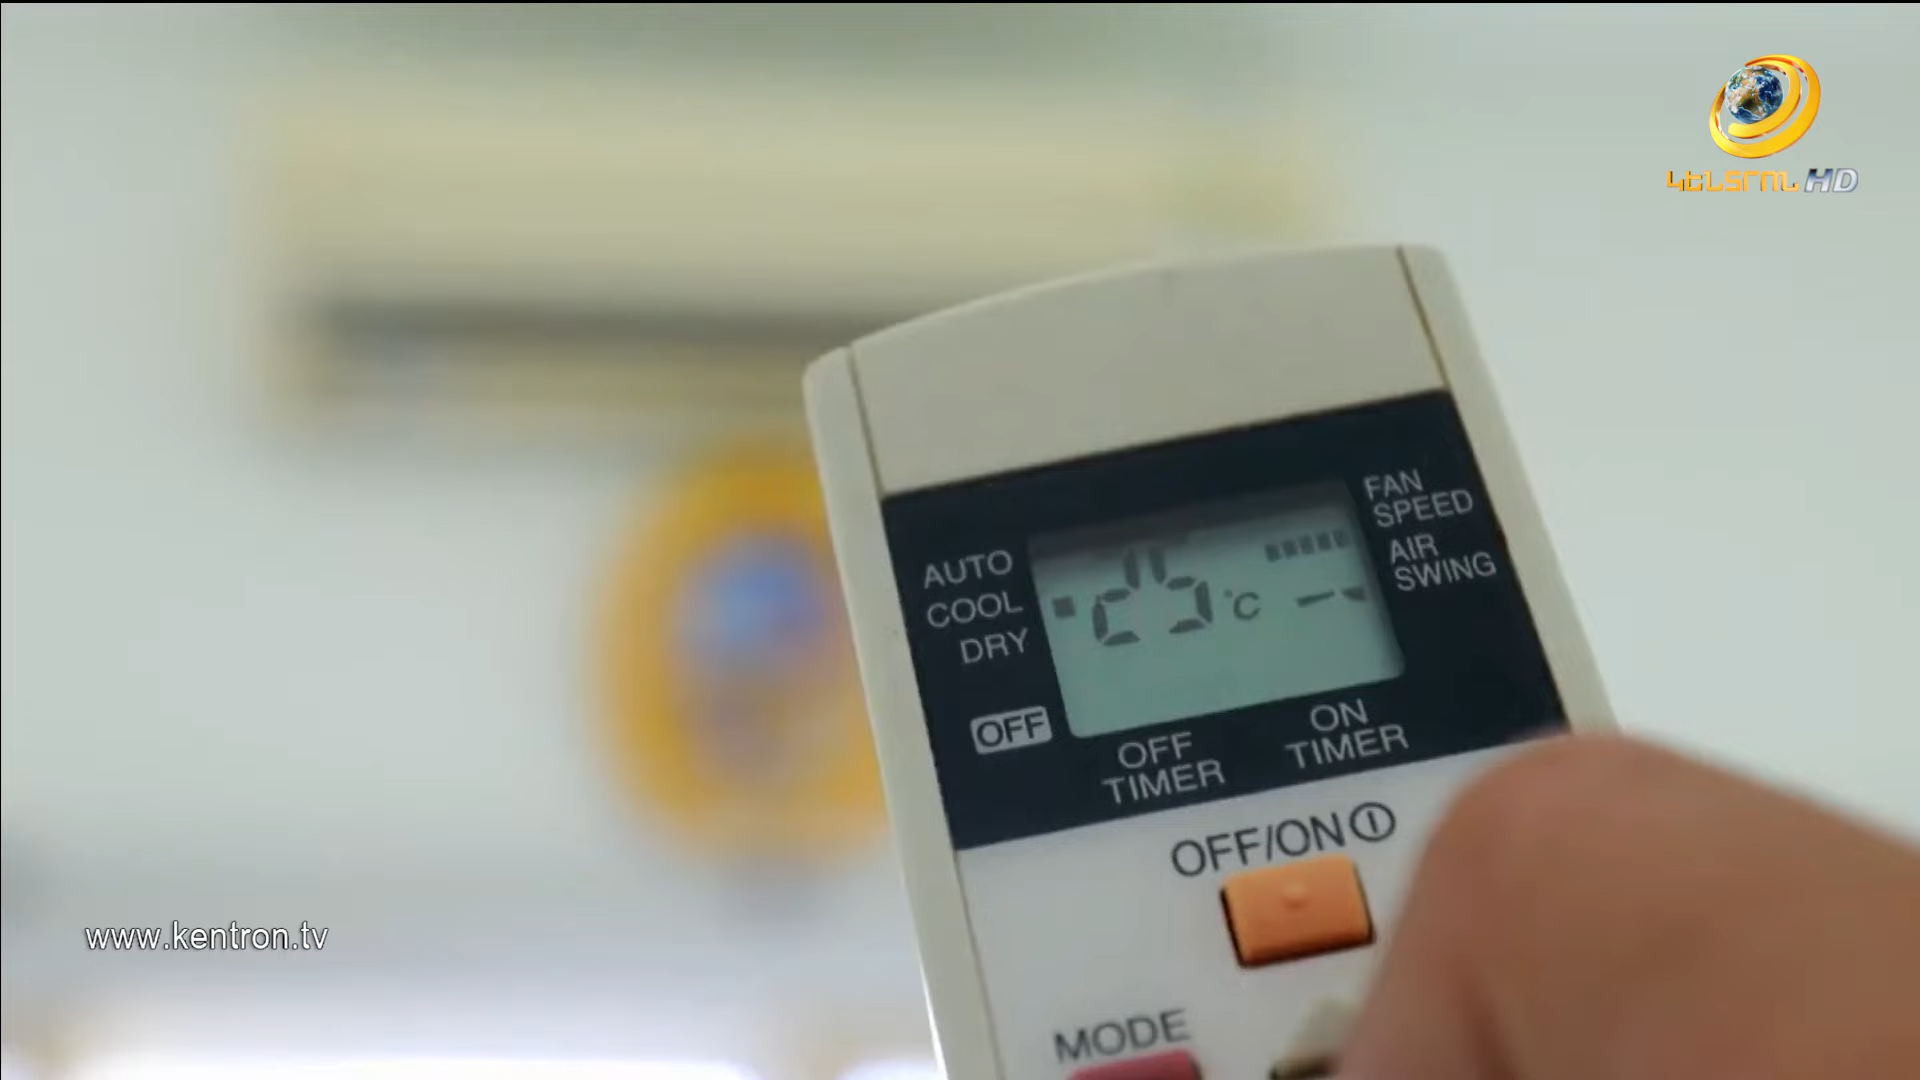 ԿԵՆՏՐՈՆ HD
FAN
SPEED
AIR
SWING
AUTO
COOL
DRY
25 °C
OFF
OFF
TIMER
ON
TIMER
OFF/ON
MODE
www.kentron.tv